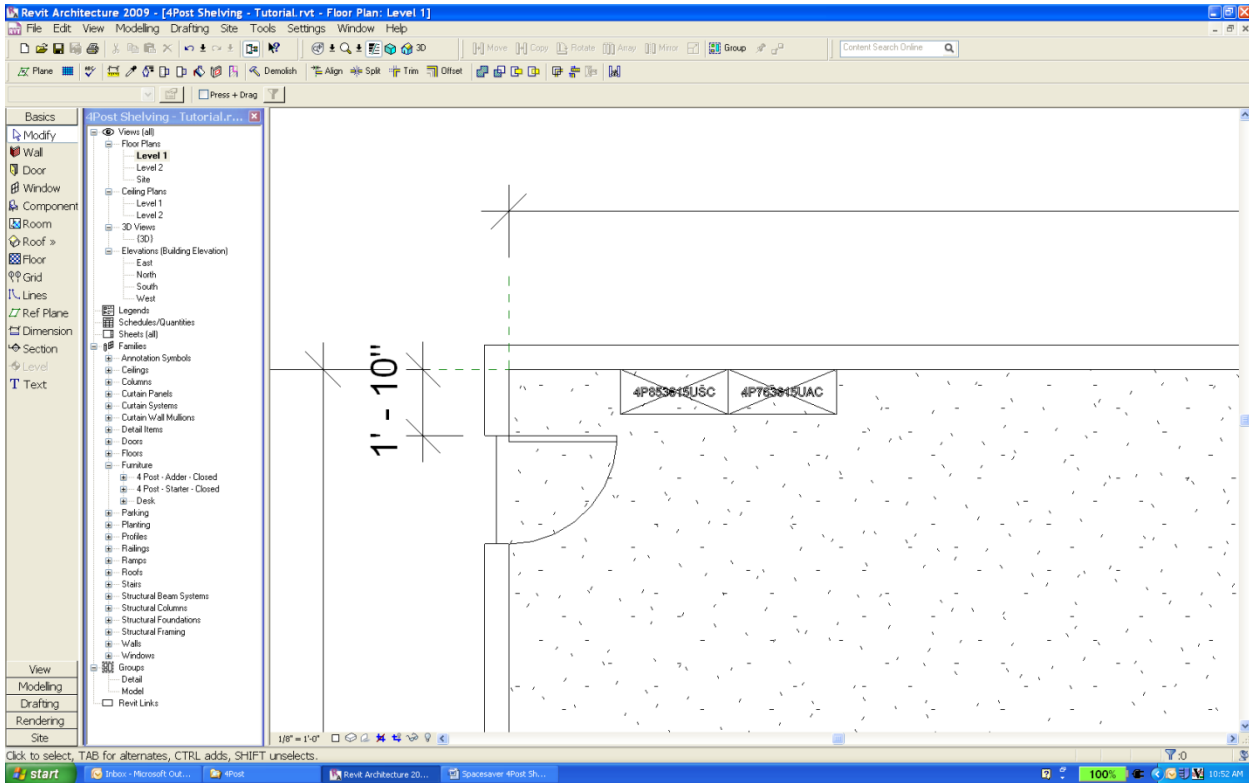 Revit Architecture 2009 - [4Post Shelving - Tutorial.rvt - Floor Plan: Level 1]
File Edit View Modelling Drafting Site Tools Settings Window Help
3D Move Copy Rotate Array Mirror Group Content Search Online
Plane Demolish Align Split Trim Offset
Press + Drag
Basics
Modify
Wall
Door
Window
Component
Room
Roof »
Floor
Grid
Lines
Ref Plane
Dimension
Section
Level
Text
View
Modelling
Drafting
Rendering
Site
4Post Shelving - Tutorial.r...
Views (all)
Floor Plans
Level 1
Level 2
Site
Ceiling Plans
Level 1
Level 2
3D Views
{3D}
Elevations (Building Elevation)
East
North
South
West
Legends
Schedules/Quantities
Sheets (all)
Families
Annotation Symbols
Ceilings
Columns
Curtain Panels
Curtain Systems
Curtain Wall Mullions
Detail Items
Doors
Floors
Furniture
4 Post - Adder - Closed
4 Post - Starter - Closed
Desk
Parking
Planting
Profiles
Railings
Ramps
Roofs
Stairs
Structural Beam Systems
Structural Columns
Structural Foundations
Structural Framing
Walls
Windows
Groups
Detail
Model
Revit Links
1' - 10"
4P853615USC 4P763615UAC
1/8" = 1'-0"
Click to select, TAB for alternates, CTRL adds, SHIFT unselects.
:0
start Inbox - Microsoft Out... 4Post Revit Architecture 20... Spacesaver 4Post Sh... 100% 10:52 AM